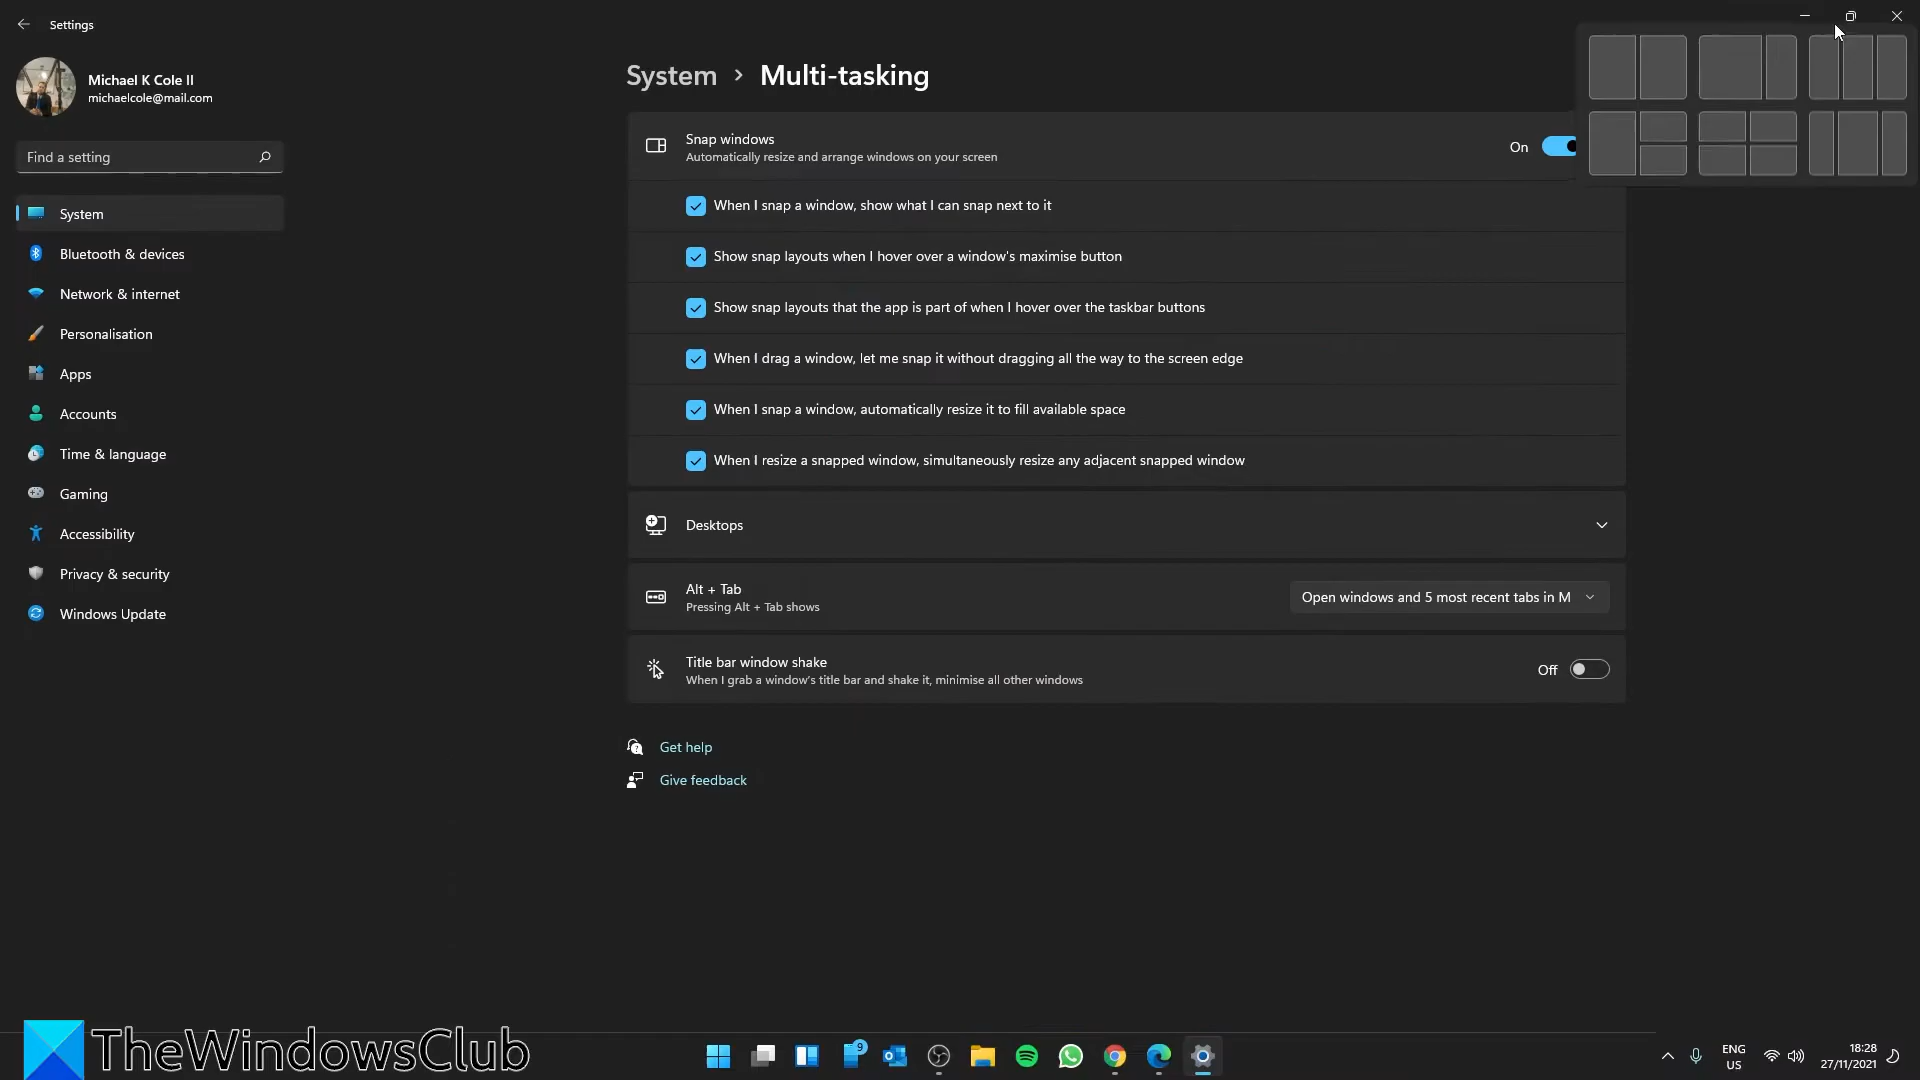 Settings
Michael K Cole II
michaelcole@mail.com
Find a setting
System
Bluetooth & devices
Network & internet
Personalisation
Apps
Accounts
Time & language
Gaming
Accessibility
Privacy & security
Windows Update
System > Multi-tasking
Snap windows
Automatically resize and arrange windows on your screen
On
When I snap a window, show what I can snap next to it
Show snap layouts when I hover over a window's maximise button
Show snap layouts that the app is part of when I hover over the taskbar buttons
When I drag a window, let me snap it without dragging all the way to the screen edge
When I snap a window, automatically resize it to fill available space
When I resize a snapped window, simultaneously resize any adjacent snapped window
Desktops
Alt + Tab
Pressing Alt + Tab shows
Open windows and 5 most recent tabs in M
Title bar window shake
When I grab a window's title bar and shake it, minimise all other windows
Off
Get help
Give feedback
TheWindowsClub
9
ENG
US
18:28
27/11/2021